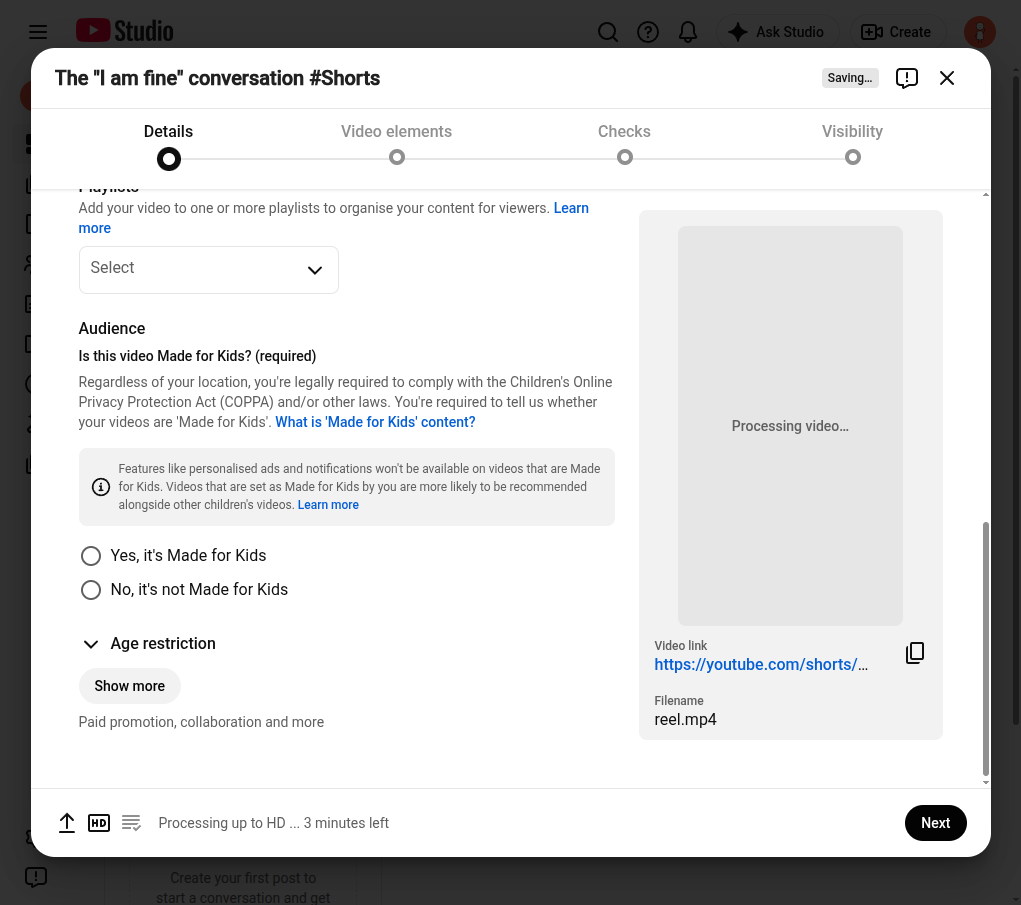 Studio
Ask Studio
Create
The "I am fine" conversation #Shorts
Saving...
Details
Video elements
Checks
Visibility
Playlists
Add your video to one or more playlists to organise your content for viewers. Learn
more
Select
Audience
Is this video Made for Kids? (required)
Regardless of your location, you're legally required to comply with the Children's Online
Privacy Protection Act (COPPA) and/or other laws. You're required to tell us whether
your videos are 'Made for Kids'. What is 'Made for Kids' content?
Features like personalised ads and notifications won't be available on videos that are Made
for Kids. Videos that are set as Made for Kids by you are more likely to be recommended
alongside other children's videos. Learn more
Yes, it's Made for Kids
No, it's not Made for Kids
Age restriction
Show more
Paid promotion, collaboration and more
Processing video...
Video link
https://youtube.com/shorts/...
Filename
reel.mp4
HD
Processing up to HD ... 3 minutes left
Next
Create your first post to
start a conversation and get